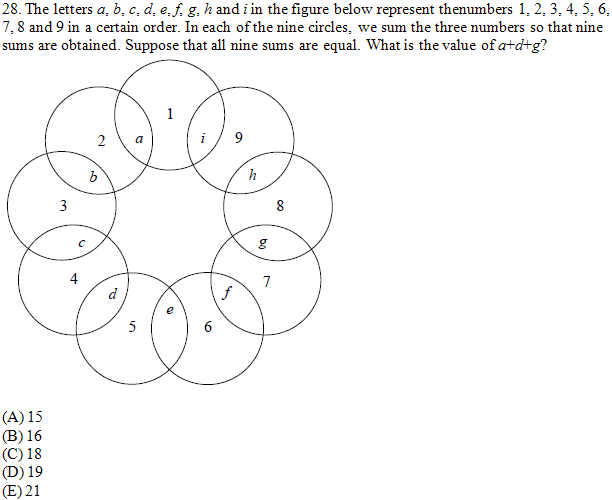 28. The letters a, b, c, d, e, f, g, h and i in the figure below represent thenumbers 1, 2, 3, 4, 5, 6,
7, 8 and 9 in a certain order. In each of the nine circles, we sum the three numbers so that nine
sums are obtained. Suppose that all nine sums are equal. What is the value of a+d+g?
1
2 a i 9
b h
3 8
c g
4 7
d f
e
5 6
(A) 15
(B) 16
(C) 18
(D) 19
(E) 21